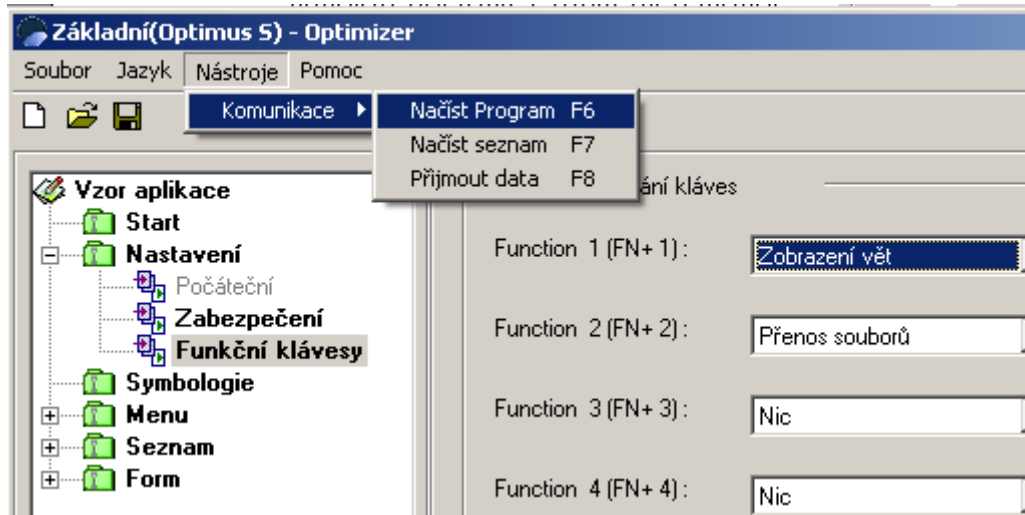 Základní(Optimus S) - Optimizer
Soubor Jazyk Nástroje Pomoc
Komunikace
Načíst Program F6
Načíst seznam F7
Přijmout data F8
Vzor aplikace
Start
Nastavení
Počáteční
Zabezpečení
Funkční klávesy
Symbologie
Menu
Seznam
Form
kláves
Function 1 (FN+ 1) : Zobrazení vět
Function 2 (FN+ 2) : Přenos souborů
Function 3 (FN+ 3) : Nic
Function 4 (FN+ 4) : Nic